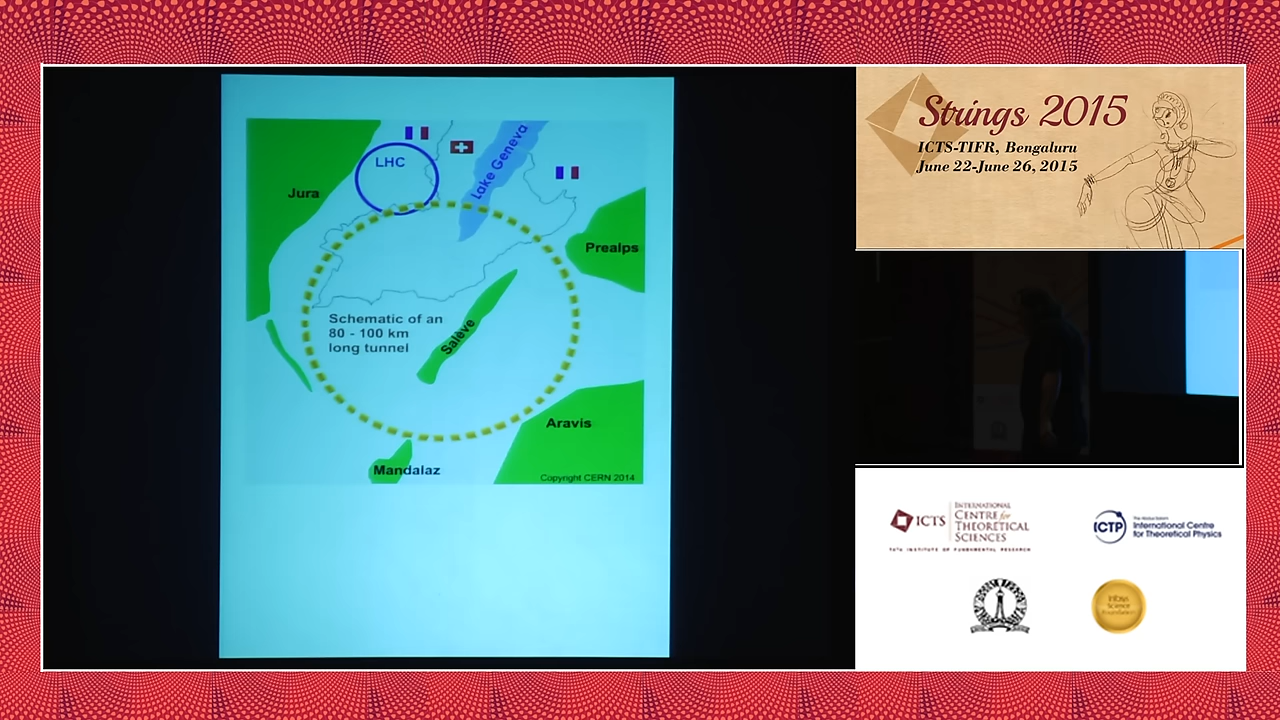 LHC
Lake Geneva
Jura
Prealps
Schematic of an
80 - 100 km
long tunnel
Salève
Aravis
Mandalaz
Copyright CERN 2014
Strings 2015
ICTS-TIFR, Bengaluru
June 22-June 26, 2015
ICTS
INTERNATIONAL
CENTRE for
THEORETICAL
SCIENCES
TATA INSTITUTE OF FUNDAMENTAL RESEARCH
ICTP
International Centre
for Theoretical Physics